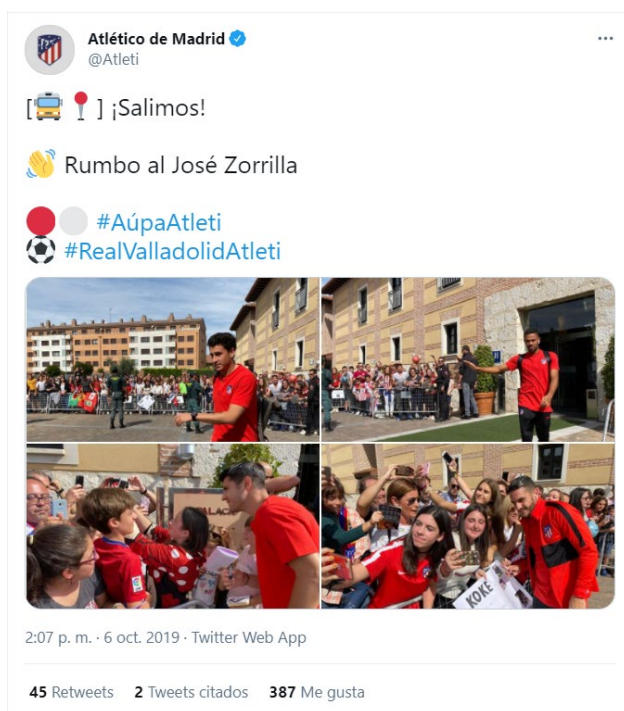 Atlético de Madrid
@Atleti
[🚍📍] ¡Salimos!
👋 Rumbo al José Zorrilla
🔴⚪ #AúpaAtleti
⚽ #RealValladolidAtleti
PALACE
KOKE
2:07 p. m. · 6 oct. 2019 · Twitter Web App
45 Retweets 2 Tweets citados 387 Me gusta